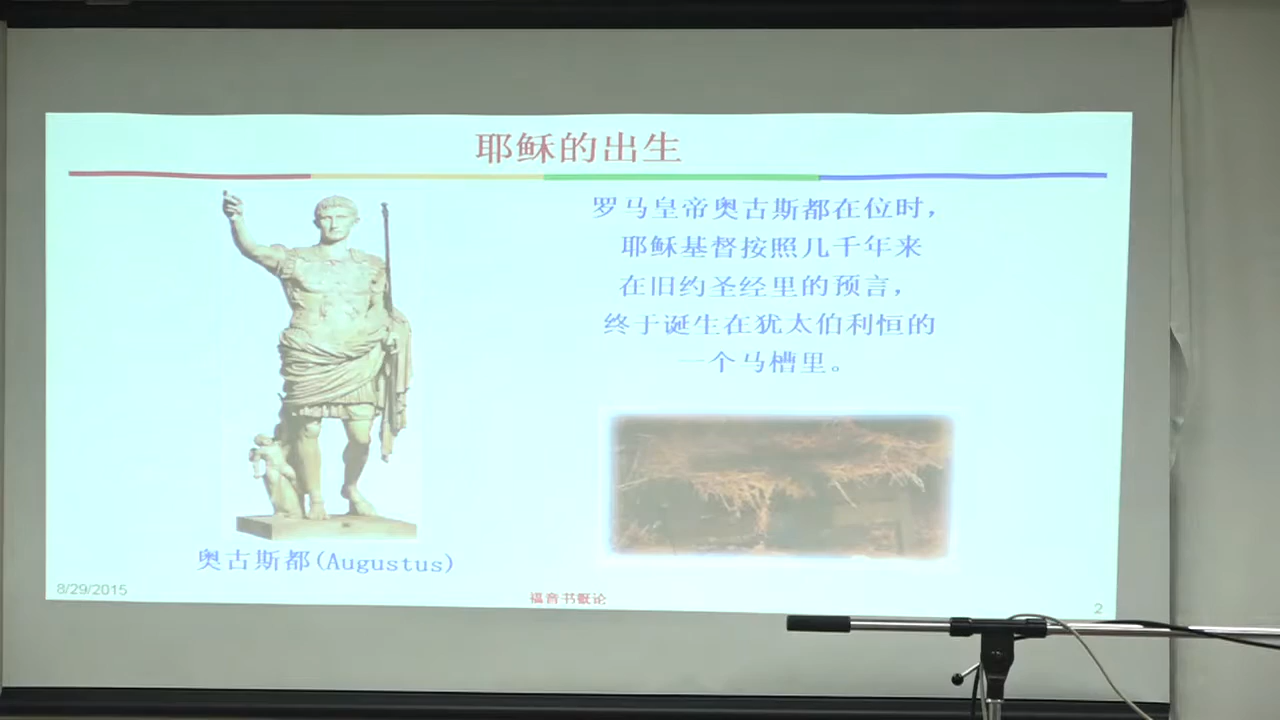 耶稣的出生
罗马皇帝奥古斯都在位时，
耶稣基督按照几千年来
在旧约圣经里的预言，
终于诞生在犹太伯利恒的
一个马槽里。
奥古斯都(Augustus)
8/29/2015
福音书概论
2